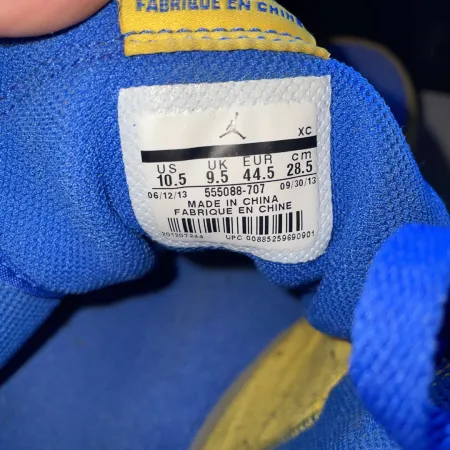 FABRIQUE EN CHINE
XC
US UK EUR cm
10.5 9.5 44.5 28.5
06/12/13 555088-707 09/30/13
MADE IN CHINA
FABRIQUE EN CHINE
UPC 00885259690901